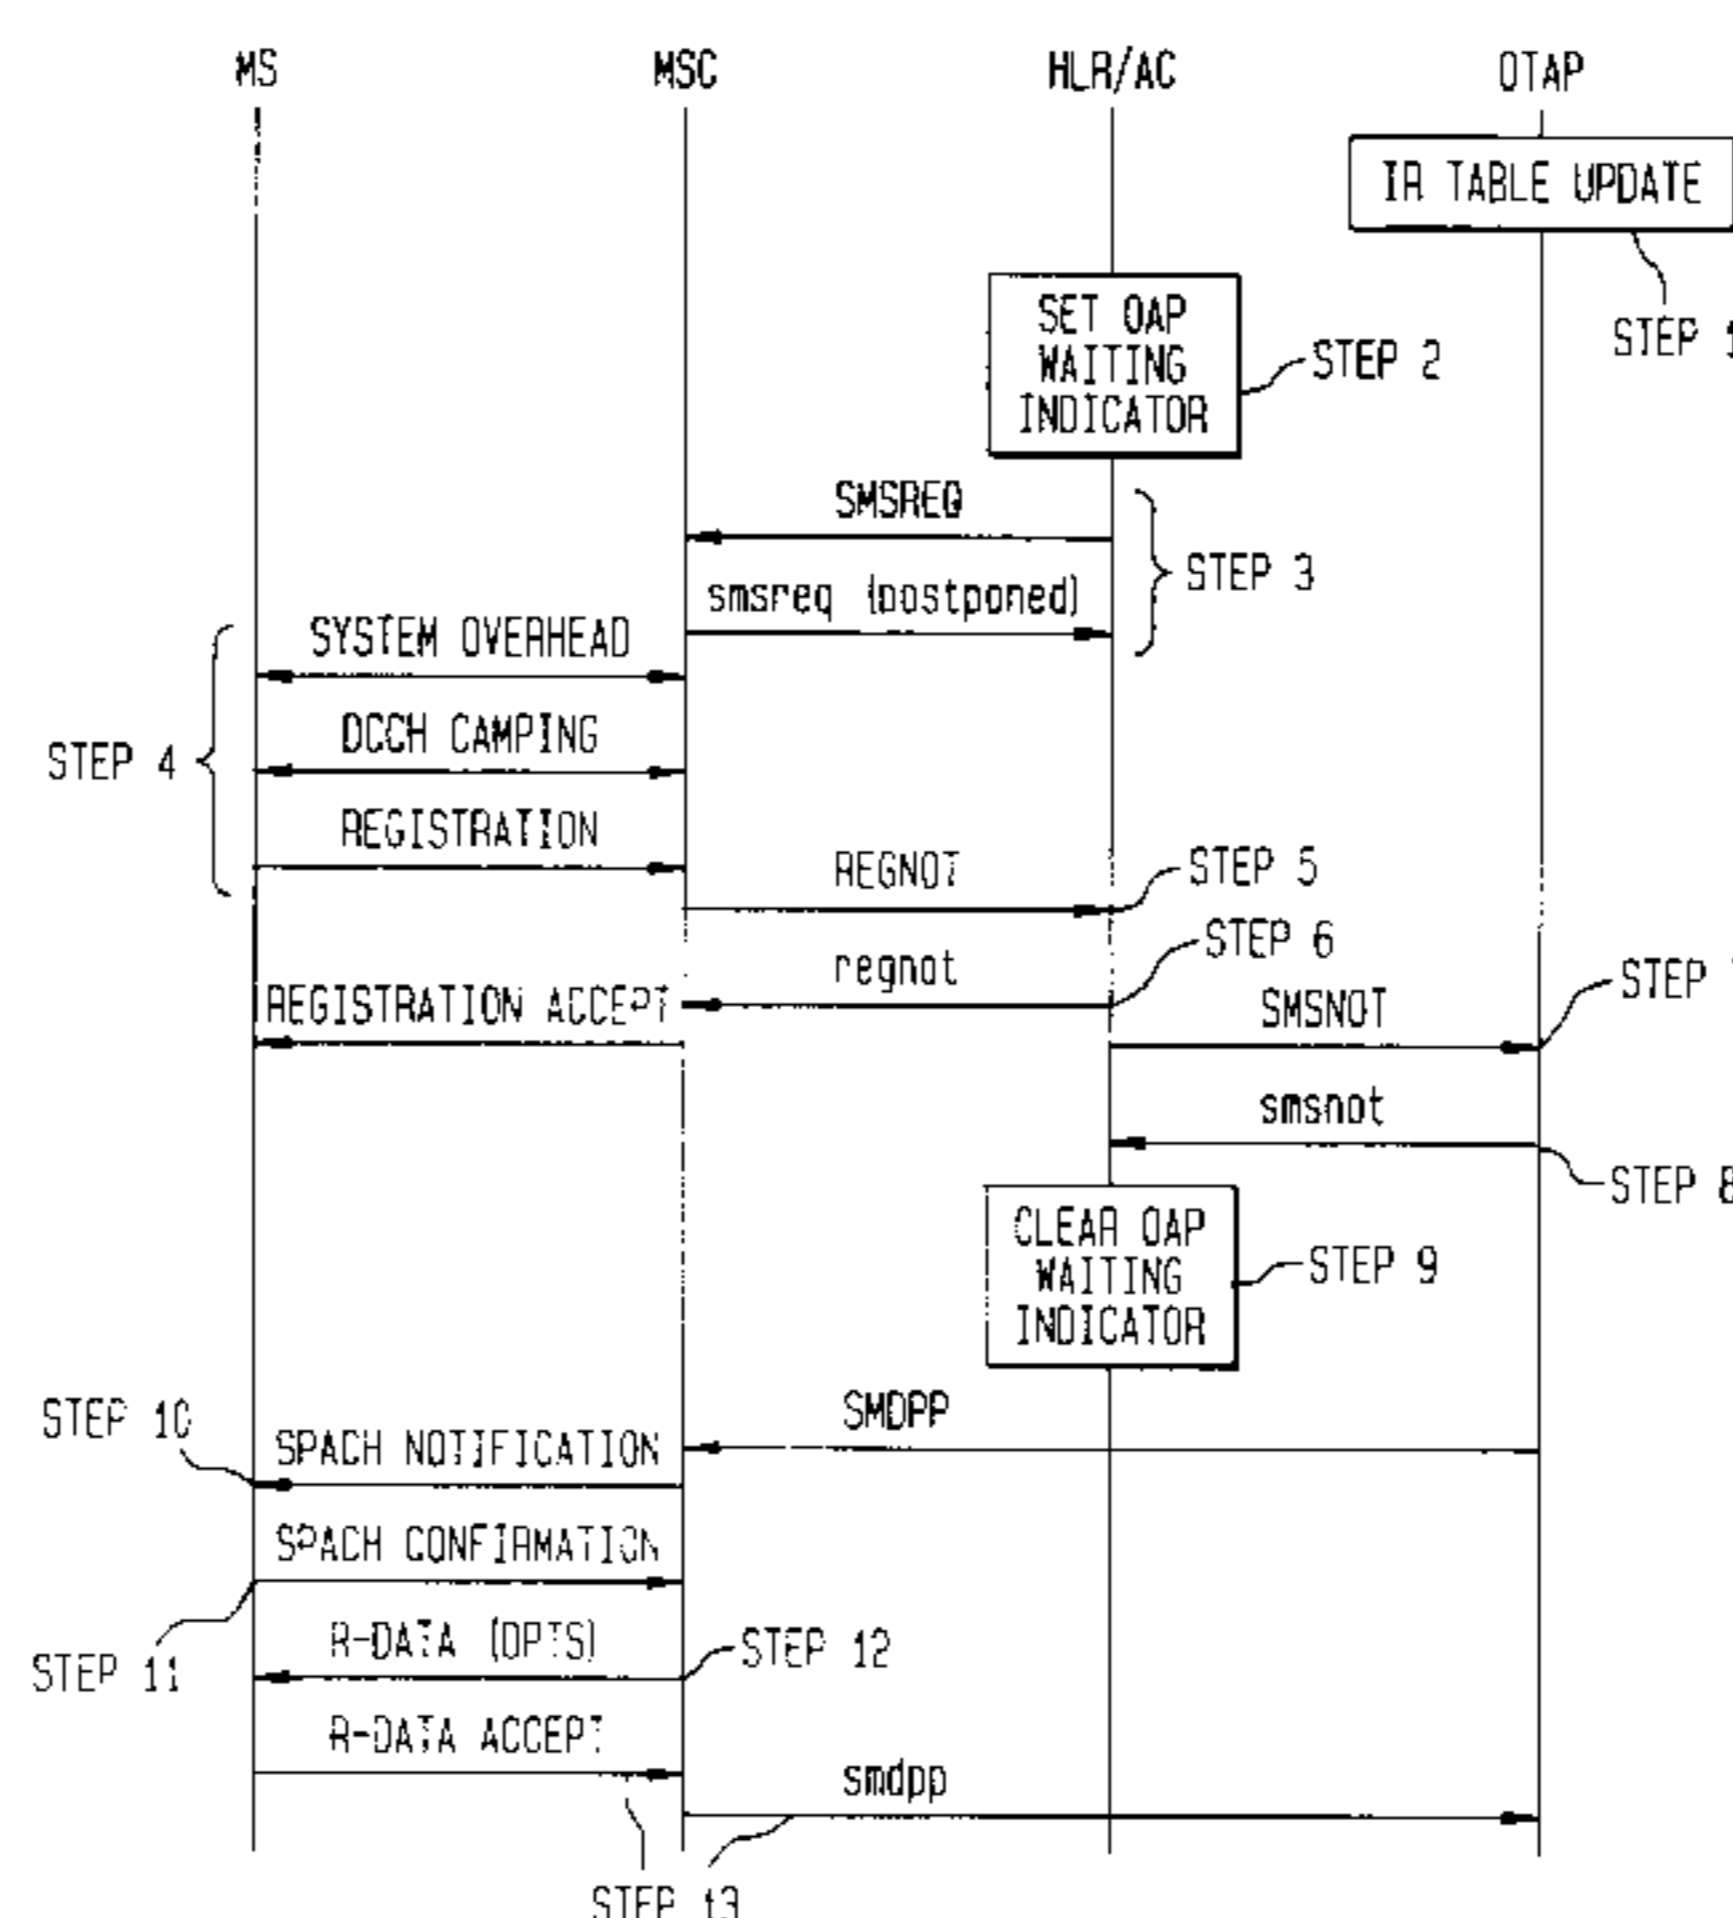 MS MSC HLR/AC OTAP
IR TABLE UPDATE
STEP 1
SET OAP
WAITING
INDICATOR
STEP 2
SMSREQ
STEP 3
smsreq (postponed)
SYSTEM OVERHEAD
DCCH CAMPING
STEP 4
REGISTRATION
REGNOT
STEP 5
STEP 6
regnot
STEP
REGISTRATION ACCEPT
SMSNOT
smsnot
STEP 8
CLEAR OAP
WAITING
INDICATOR
STEP 9
SMDPP
STEP 10
SPACH NOTIFICATION
SPACH CONFIRMATION
R-DATA (OPTS)
STEP 12
STEP 11
R-DATA ACCEPT
smdpp
STEP 13